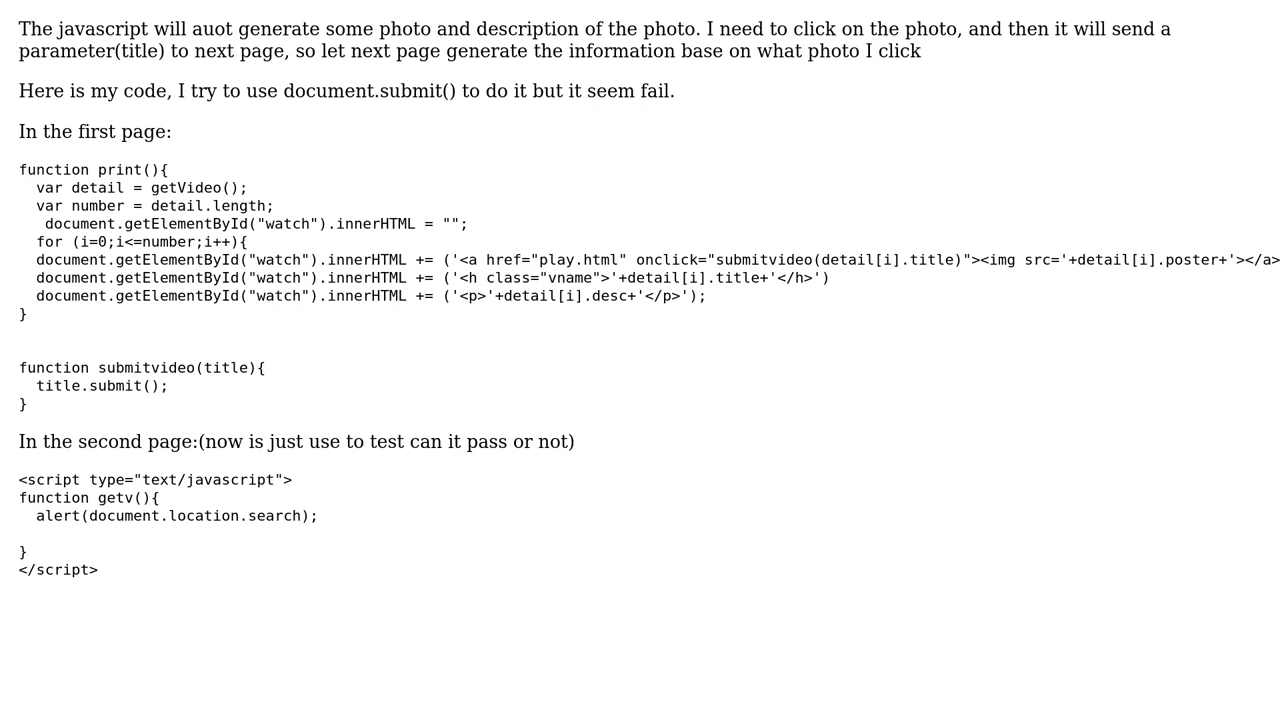 The javascript will auot generate some photo and description of the photo. I need to click on the photo, and then it will send a
parameter(title) to next page, so let next page generate the information base on what photo I click
Here is my code, I try to use document.submit() to do it but it seem fail.
In the first page:
function print(){
  var detail = getVideo();
  var number = detail.length;
   document.getElementById("watch").innerHTML = "";
  for (i=0;i<=number;i++){
  document.getElementById("watch").innerHTML += ('<a href="play.html" onclick="submitvideo(detail[i].title)"><img src='+detail[i].poster+'></a>
  document.getElementById("watch").innerHTML += ('<h class="vname">'+detail[i].title+'</h>')
  document.getElementById("watch").innerHTML += ('<p>'+detail[i].desc+'</p>');
}
function submitvideo(title){
  title.submit();
}
In the second page:(now is just use to test can it pass or not)
<script type="text/javascript">
function getv(){
  alert(document.location.search);
}
</script>